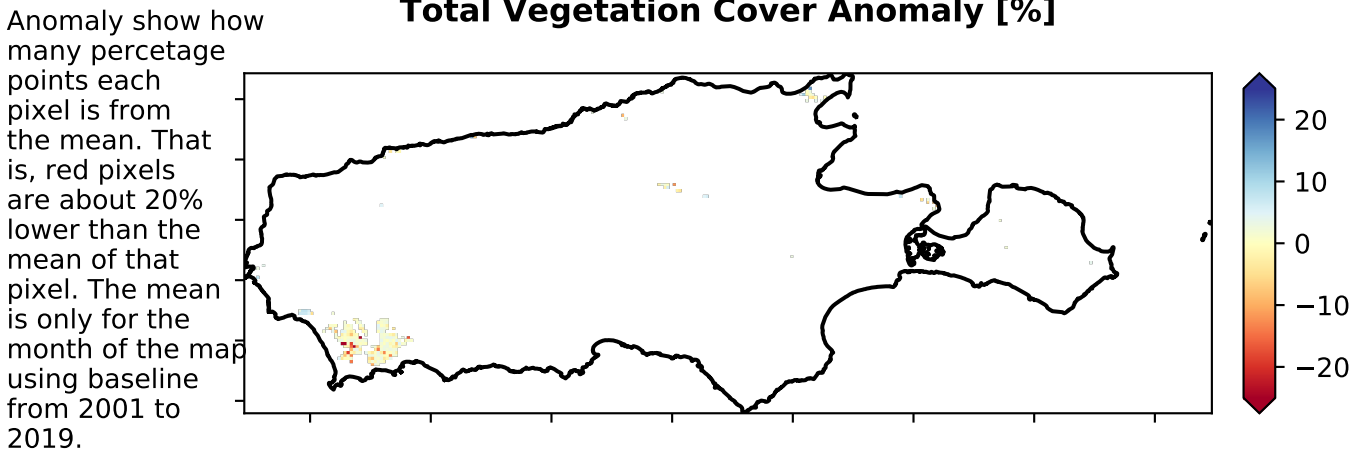 Total Vegetation Cover Anomaly [%]
Anomaly show how
many percetage
points each
pixel is from
the mean. That
is, red pixels
are about 20%
lower than the
mean of that
pixel. The mean
is only for the
month of the map
using baseline
from 2001 to
2019.
20
10
0
−10
−20